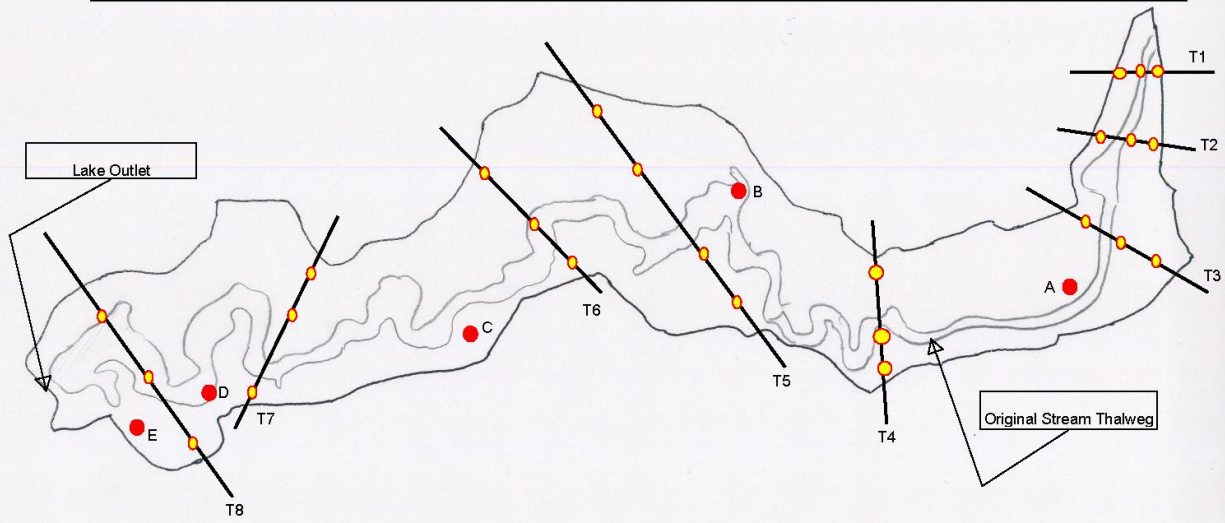 T1
T2
Lake Outlet
B
T3
A
T6
C
T5
D
T7
Original Stream Thalweg
E
T4
T8